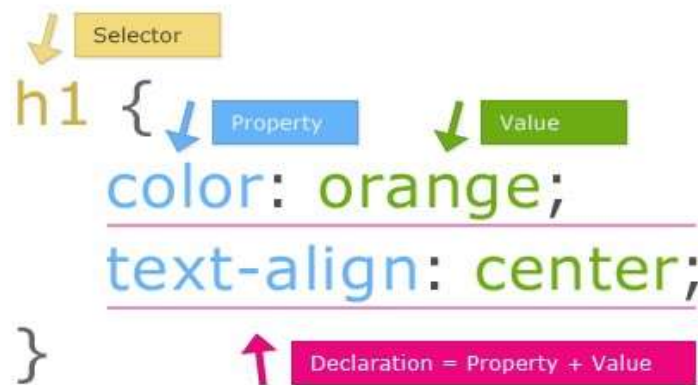 Selector
h1 {
Property
Value
color: orange;
text-align: center;
}
Declaration = Property + Value